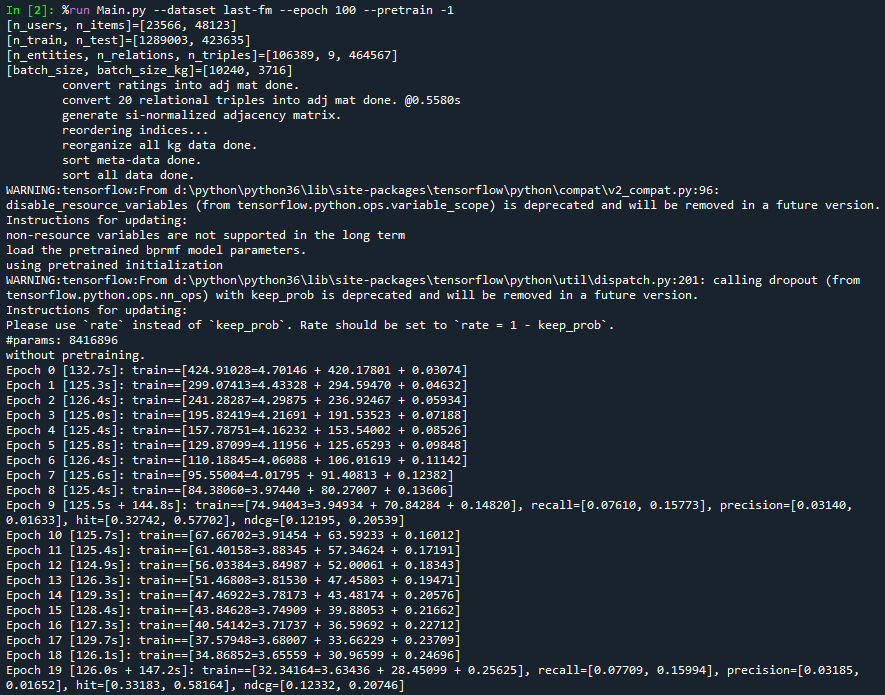 In [2]: %run Main.py --dataset last-fm --epoch 100 --pretrain -1
[n_users, n_items]=[23566, 48123]
[n_train, n_test]=[1289003, 423635]
[n_entities, n_relations, n_triples]=[106389, 9, 464567]
[batch_size, batch_size_kg]=[10240, 3716]
convert ratings into adj mat done.
convert 20 relational triples into adj mat done. @0.5580s
generate si-normalized adjacency matrix.
reordering indices...
reorganize all kg data done.
sort meta-data done.
sort all data done.
WARNING:tensorflow:From d:\python\python36\lib\site-packages\tensorflow\python\compat\v2_compat.py:96:
disable_resource_variables (from tensorflow.python.ops.variable_scope) is deprecated and will be removed in a future version.
Instructions for updating:
non-resource variables are not supported in the long term
load the pretrained bprmf model parameters.
using pretrained initialization
WARNING:tensorflow:From d:\python\python36\lib\site-packages\tensorflow\python\util\dispatch.py:201: calling dropout (from
tensorflow.python.ops.nn_ops) with keep_prob is deprecated and will be removed in a future version.
Instructions for updating:
Please use `rate` instead of `keep_prob`. Rate should be set to `rate = 1 - keep_prob`.
#params: 8416896
without pretraining.
Epoch 0 [132.7s]: train==[424.91028=4.70146 + 420.17801 + 0.03074]
Epoch 1 [125.3s]: train==[299.07413=4.43328 + 294.59470 + 0.04632]
Epoch 2 [126.4s]: train==[241.28287=4.29875 + 236.92467 + 0.05934]
Epoch 3 [125.0s]: train==[195.82419=4.21691 + 191.53523 + 0.07188]
Epoch 4 [125.4s]: train==[157.78751=4.16232 + 153.54002 + 0.08526]
Epoch 5 [125.8s]: train==[129.87099=4.11956 + 125.65293 + 0.09848]
Epoch 6 [126.4s]: train==[110.18845=4.06088 + 106.01619 + 0.11142]
Epoch 7 [125.6s]: train==[95.55004=4.01795 + 91.40813 + 0.12382]
Epoch 8 [125.4s]: train==[84.38060=3.97440 + 80.27007 + 0.13606]
Epoch 9 [125.5s + 144.8s]: train==[74.94043=3.94934 + 70.84284 + 0.14820], recall=[0.07610, 0.15773], precision=[0.03140,
0.01633], hit=[0.32742, 0.57702], ndcg=[0.12195, 0.20539]
Epoch 10 [125.7s]: train==[67.66702=3.91454 + 63.59233 + 0.16012]
Epoch 11 [125.4s]: train==[61.40158=3.88345 + 57.34624 + 0.17191]
Epoch 12 [124.9s]: train==[56.03384=3.84987 + 52.00061 + 0.18343]
Epoch 13 [126.3s]: train==[51.46808=3.81530 + 47.45803 + 0.19471]
Epoch 14 [129.3s]: train==[47.46922=3.78173 + 43.48174 + 0.20576]
Epoch 15 [128.4s]: train==[43.84628=3.74909 + 39.88053 + 0.21662]
Epoch 16 [127.3s]: train==[40.54142=3.71737 + 36.59692 + 0.22712]
Epoch 17 [129.7s]: train==[37.57948=3.68007 + 33.66229 + 0.23709]
Epoch 18 [126.1s]: train==[34.86852=3.65559 + 30.96599 + 0.24696]
Epoch 19 [126.0s + 147.2s]: train==[32.34164=3.63436 + 28.45099 + 0.25625], recall=[0.07709, 0.15994], precision=[0.03185,
0.01652], hit=[0.33183, 0.58164], ndcg=[0.12332, 0.20746]